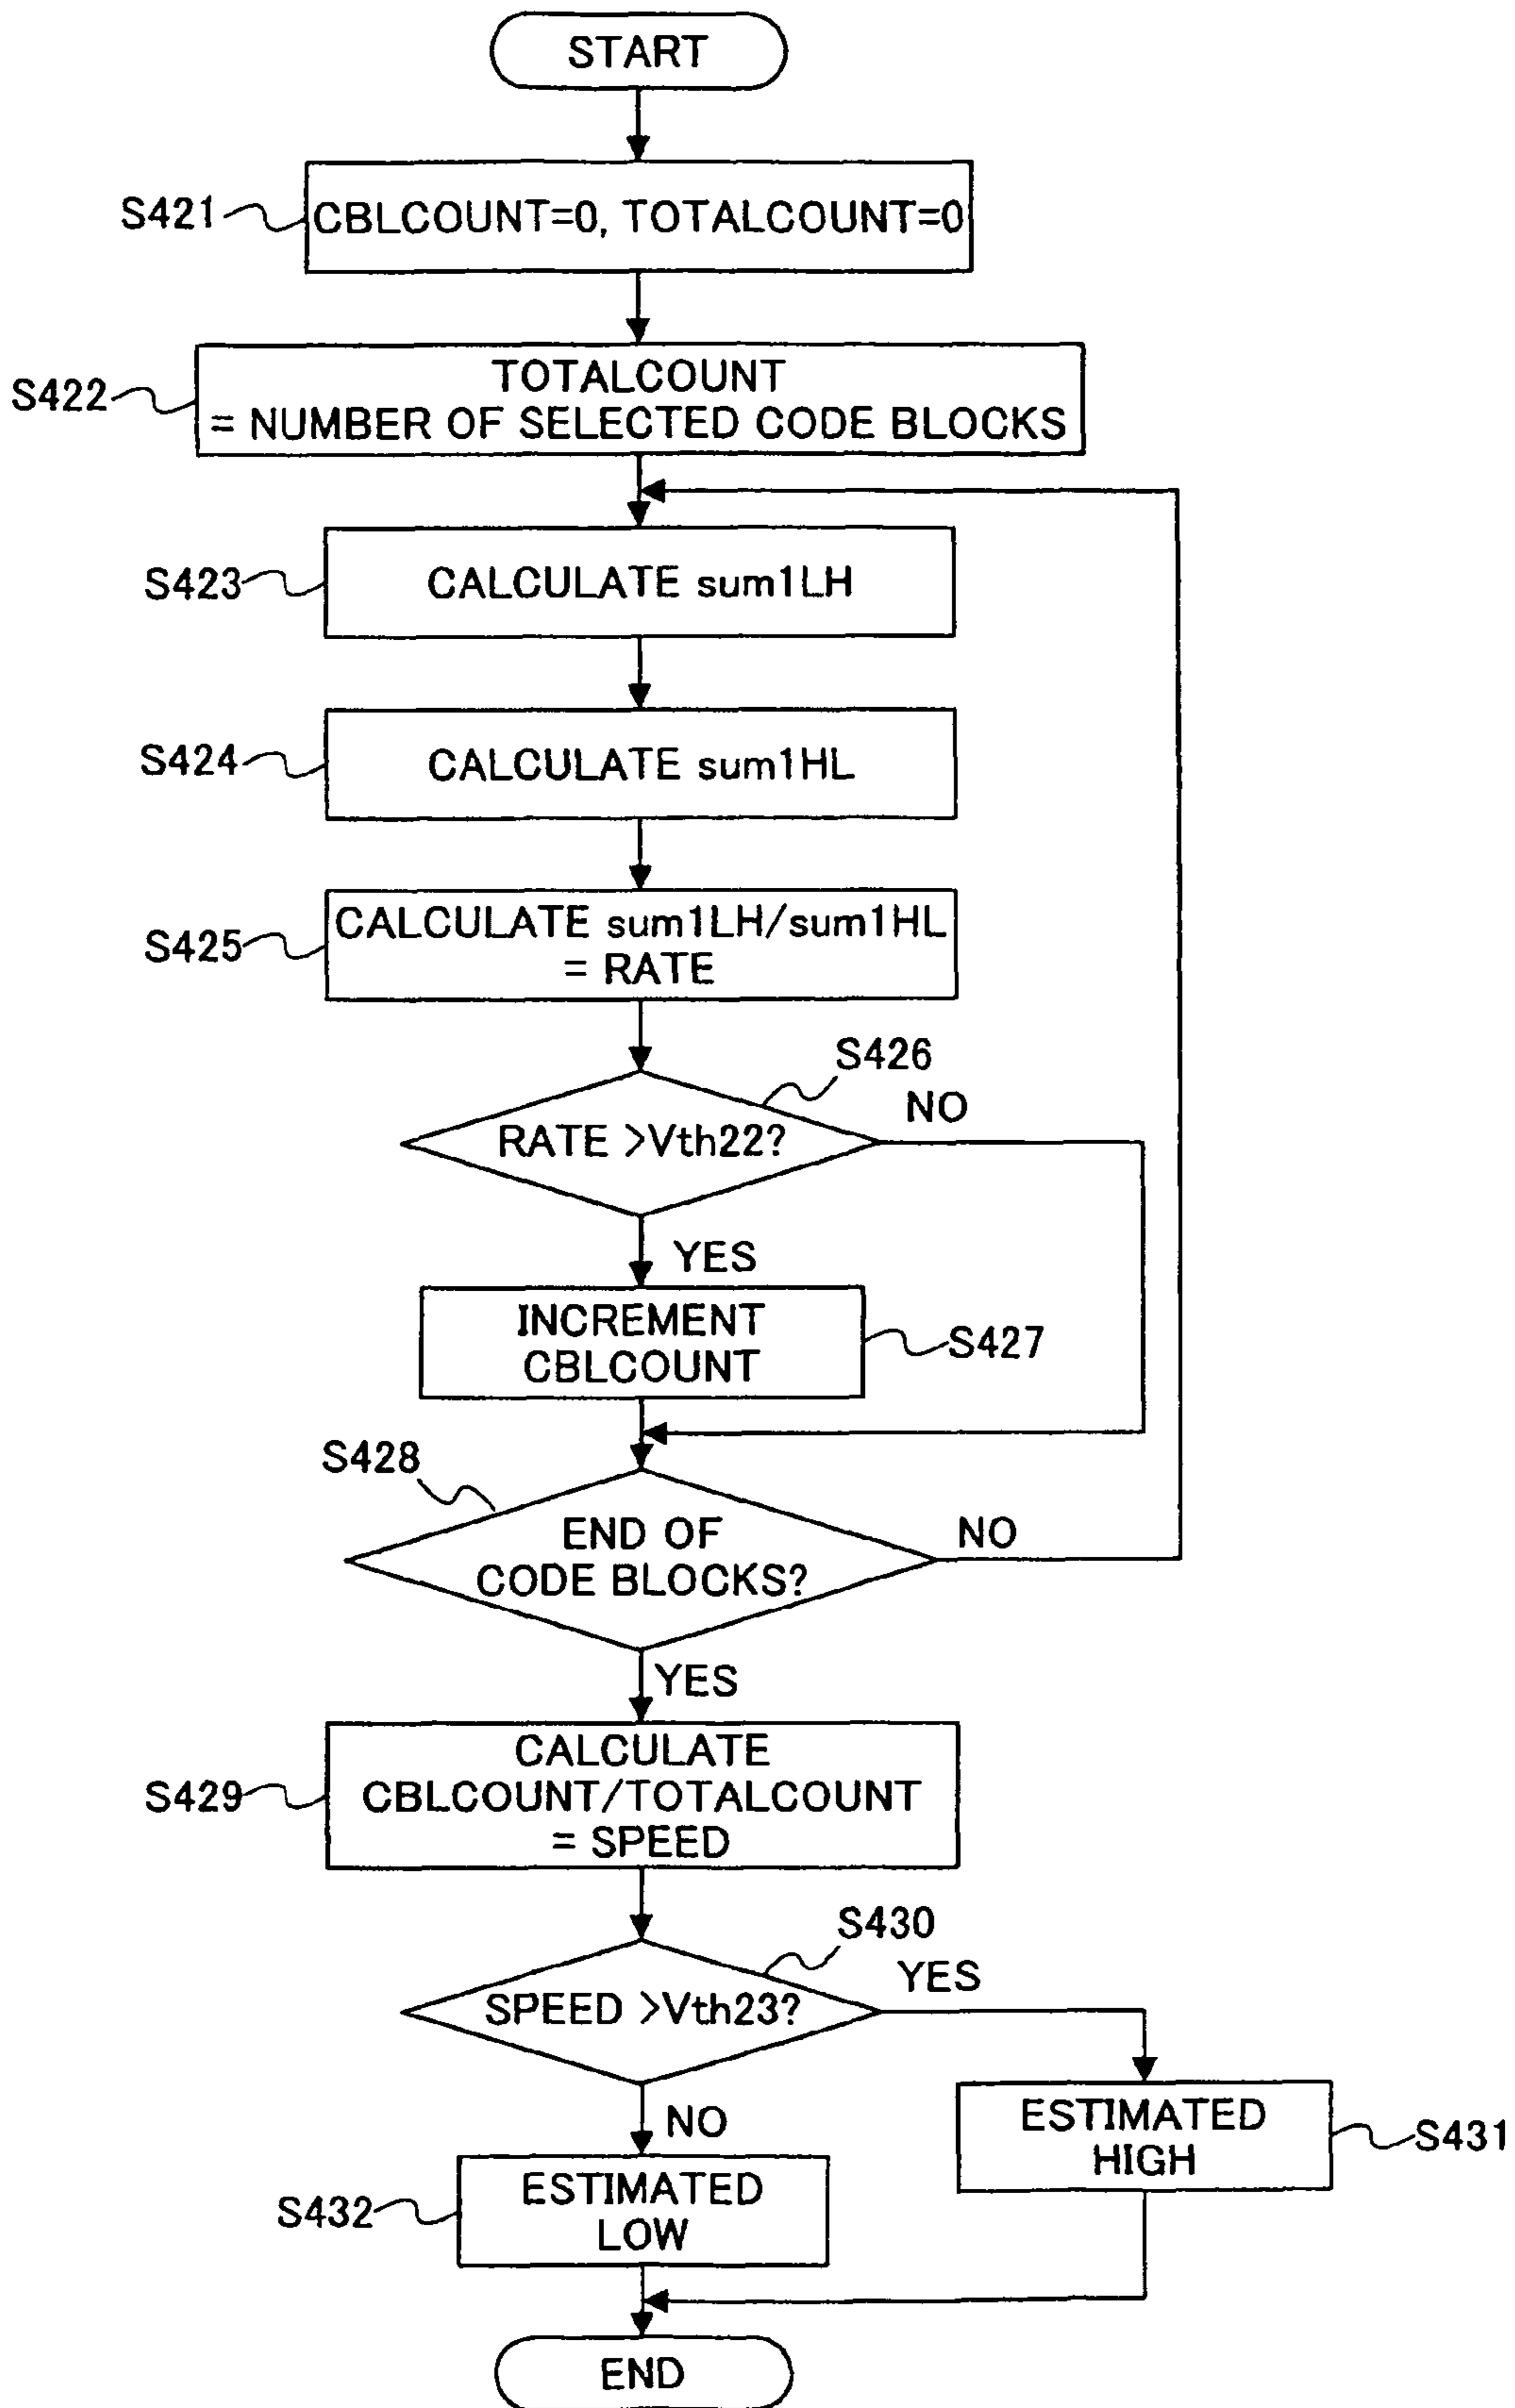 START
S421
CBLCOUNT=0, TOTALCOUNT=0
S422
TOTALCOUNT
= NUMBER OF SELECTED CODE BLOCKS
S423
CALCULATE sum1LH
S424
CALCULATE sum1HL
S425
CALCULATE sum1LH/sum1HL
= RATE
S426
NO
RATE >Vth22?
YES
INCREMENT
CBLCOUNT
S427
S428
END OF
CODE BLOCKS?
NO
YES
S429
CALCULATE
CBLCOUNT/TOTALCOUNT
= SPEED
S430
YES
SPEED >Vth23?
NO
ESTIMATED
HIGH
S431
S432
ESTIMATED
LOW
END